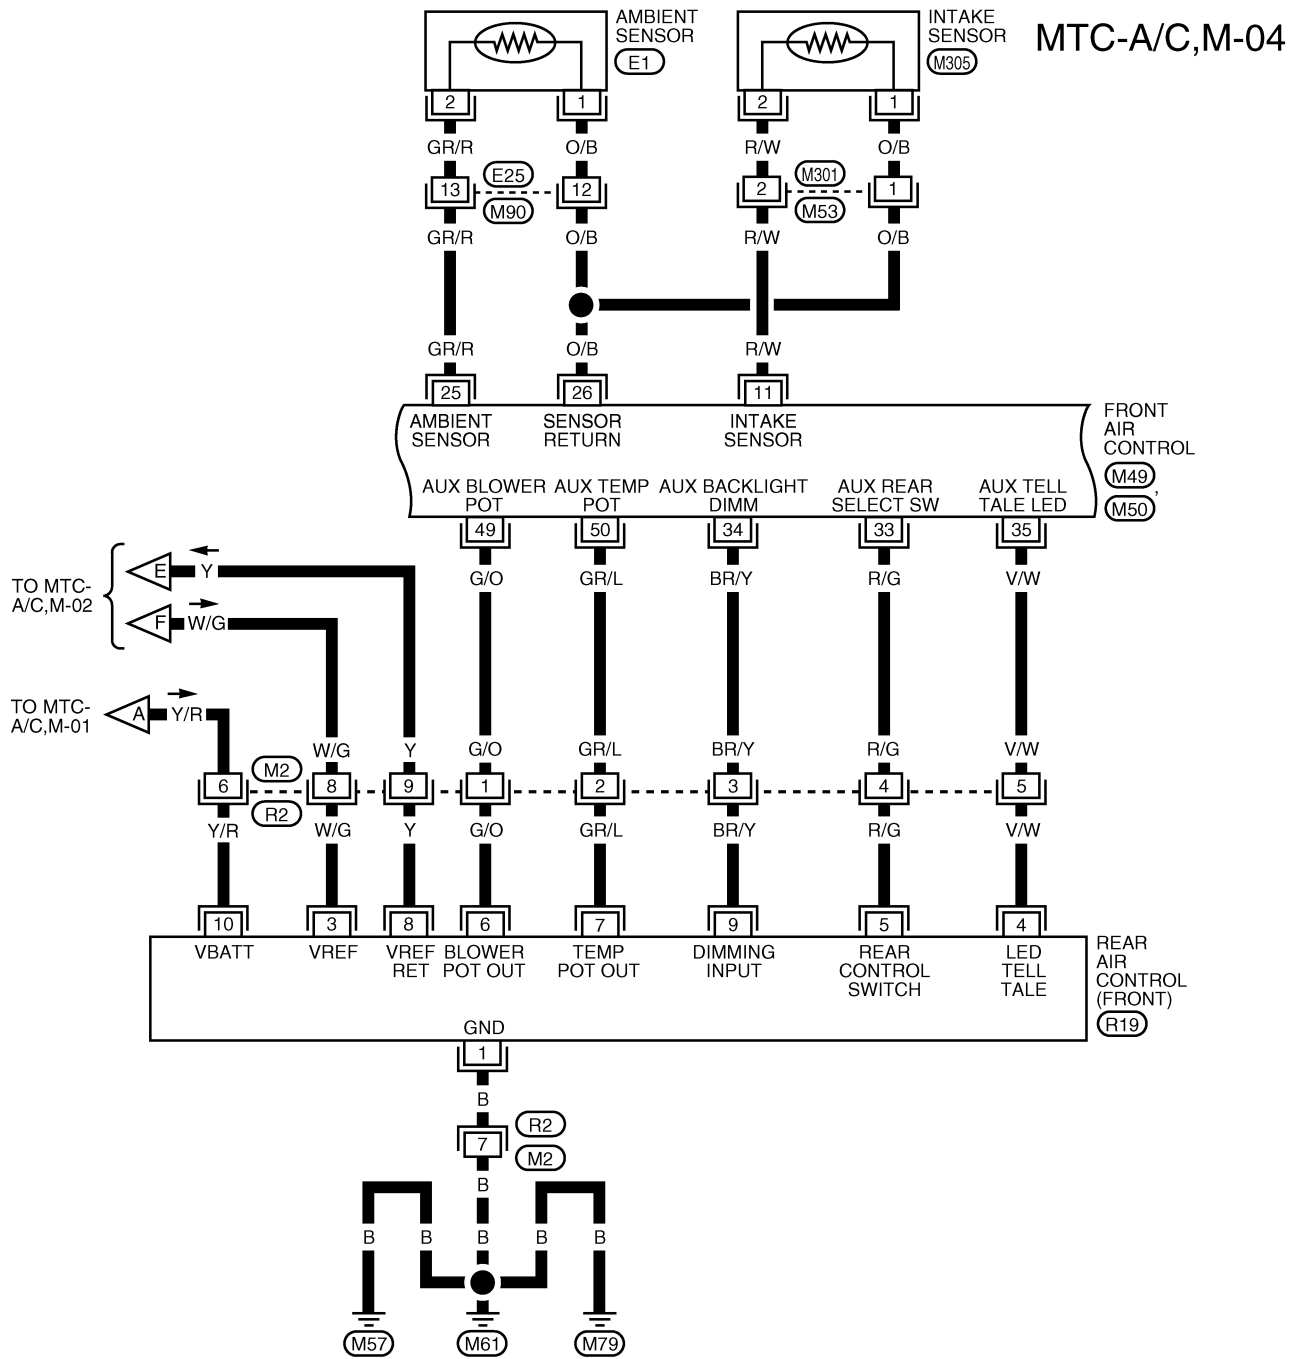 AMBIENT
SENSOR
E1
INTAKE
SENSOR
M305
MTC-A/C,M-04
2 1 2 1
GR/R O/B R/W O/B
13 E25 12 2 M301 1
M90 M53
GR/R O/B R/W O/B
GR/R O/B R/W
25 26 11
AMBIENT
SENSOR
SENSOR
RETURN
INTAKE
SENSOR
FRONT
AIR
CONTROL
M49 ,
M50
AUX BLOWER
POT
AUX TEMP
POT
AUX BACKLIGHT
DIMM
AUX REAR
SELECT SW
AUX TELL
TALE LED
49 50 34 33 35
TO MTC-
A/C,M-02
E Y
F W/G
G/O GR/L BR/Y R/G V/W
TO MTC-
A/C,M-01
A Y/R
W/G Y G/O GR/L BR/Y R/G V/W
6 M2 8 9 1 2 3 4 5
R2
Y/R W/G Y G/O GR/L BR/Y R/G V/W
10 3 8 6 7 9 5 4
VBATT
VREF
VREF
RET
BLOWER
POT OUT
TEMP
POT OUT
DIMMING
INPUT
REAR
CONTROL
SWITCH
LED
TELL
TALE
REAR
AIR
CONTROL
(FRONT)
R19
GND
1
B
R2
7
M2
B
B B B B B
M57 M61 M79